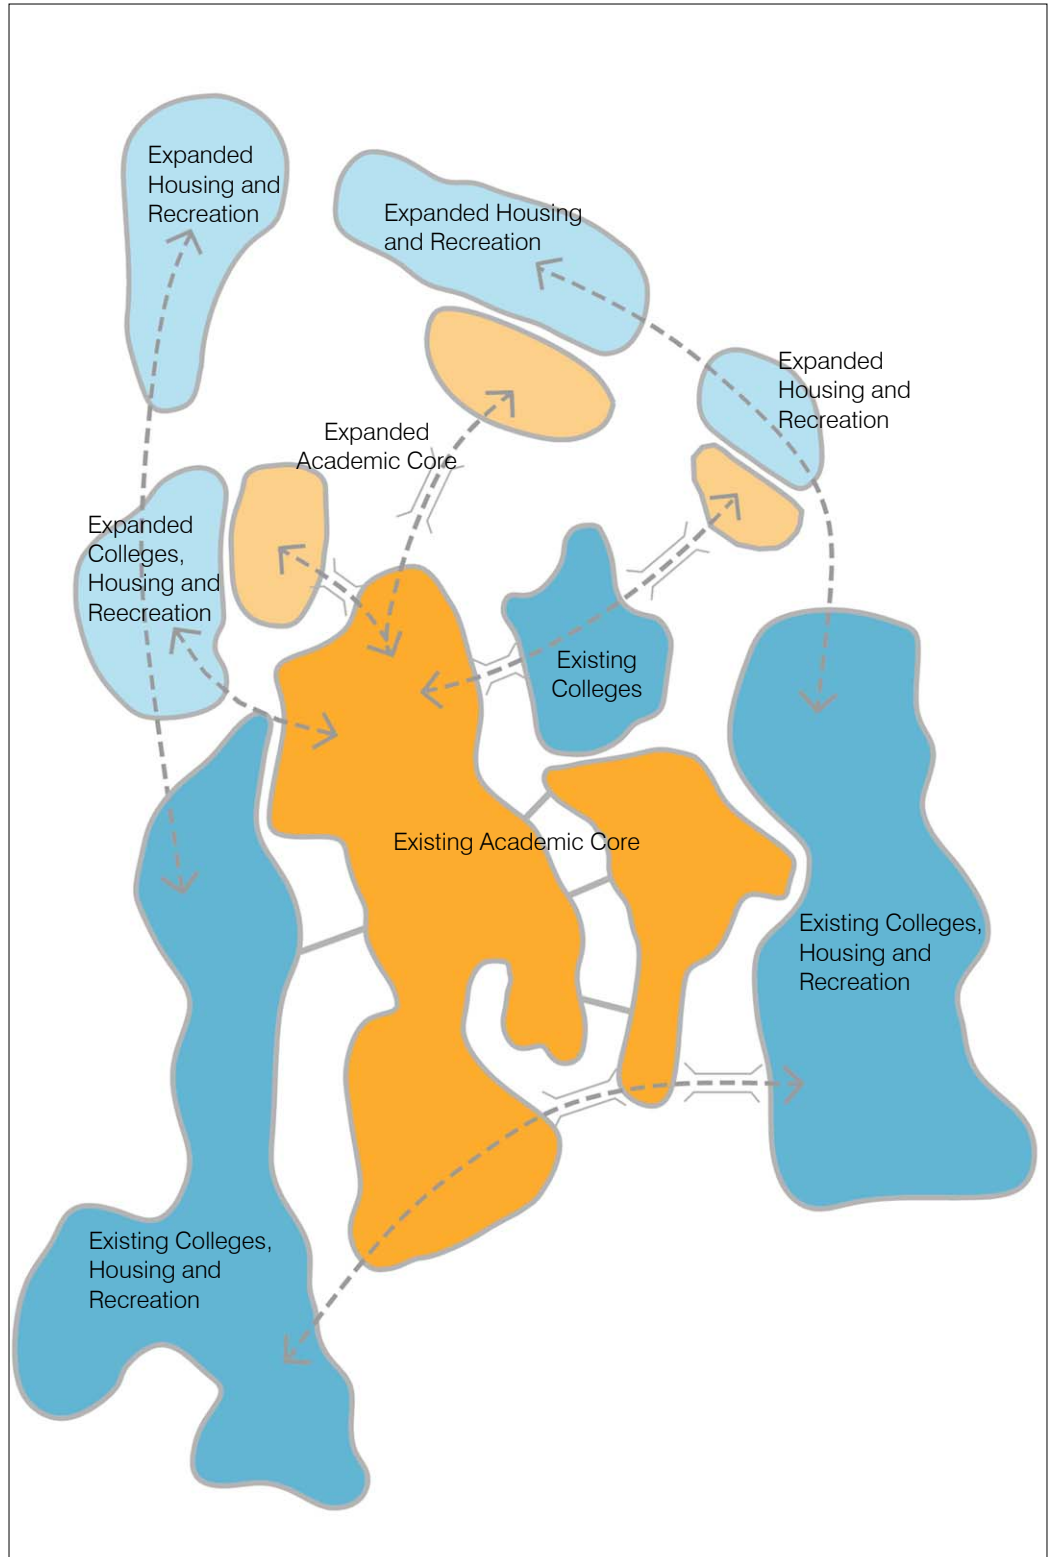 Expanded
Housing and
Recreation
Expanded Housing
and Recreation
Expanded
Housing and
Recreation
Expanded
Academic Core
Expanded
Colleges,
Housing and
Reecreation
Existing
Colleges
Existing Academic Core
Existing Colleges,
Housing and
Recreation
Existing Colleges,
Housing and
Recreation